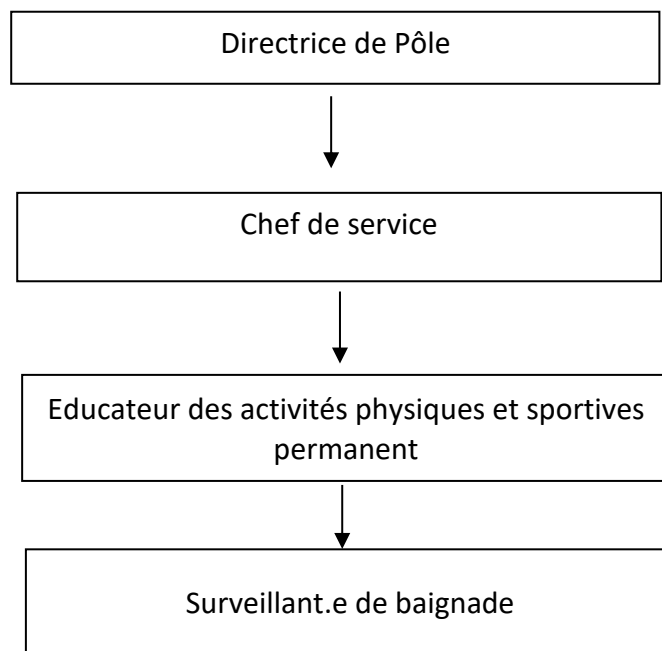 Directrice de Pôle
Chef de service
Educateur des activités physiques et sportives
permanent
Surveillant.e de baignade